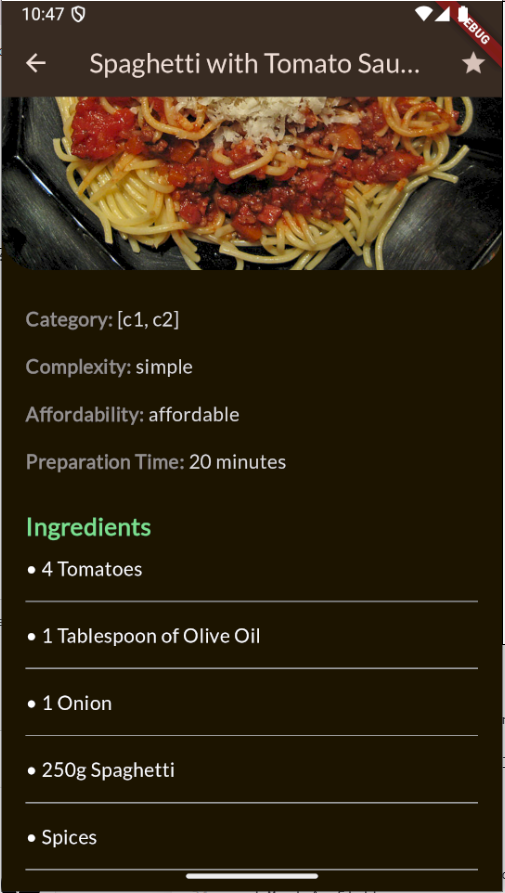 10:47
DEBUG
Spaghetti with Tomato Sau...
Category: [c1, c2]
Complexity: simple
Affordability: affordable
Preparation Time: 20 minutes
Ingredients
• 4 Tomatoes
• 1 Tablespoon of Olive Oil
• 1 Onion
• 250g Spaghetti
• Spices